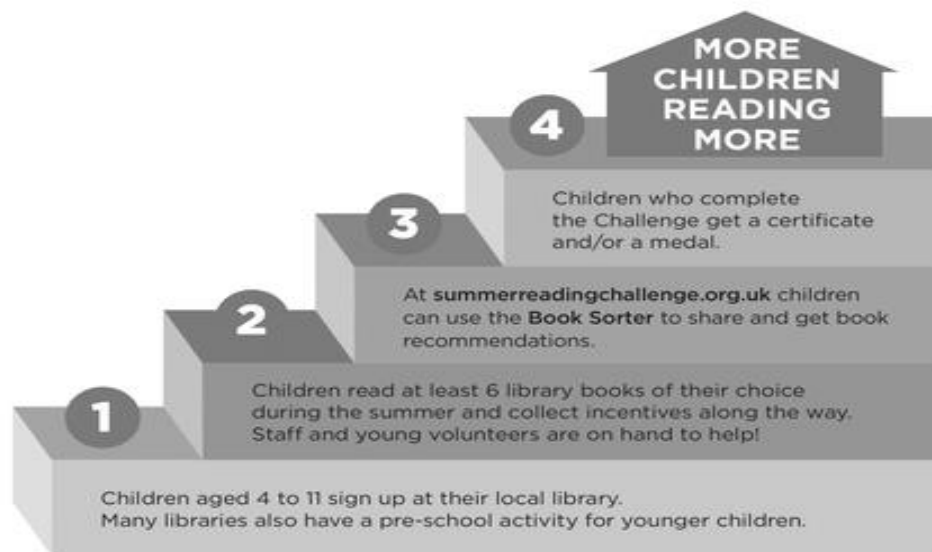 MORE
CHILDREN
READING
MORE
4
Children who complete
the Challenge get a certificate
and/or a medal.
3
At summerreadingchallenge.org.uk children
can use the Book Sorter to share and get book
recommendations.
2
Children read at least 6 library books of their choice
during the summer and collect incentives along the way.
Staff and young volunteers are on hand to help!
1
Children aged 4 to 11 sign up at their local library.
Many libraries also have a pre-school activity for younger children.